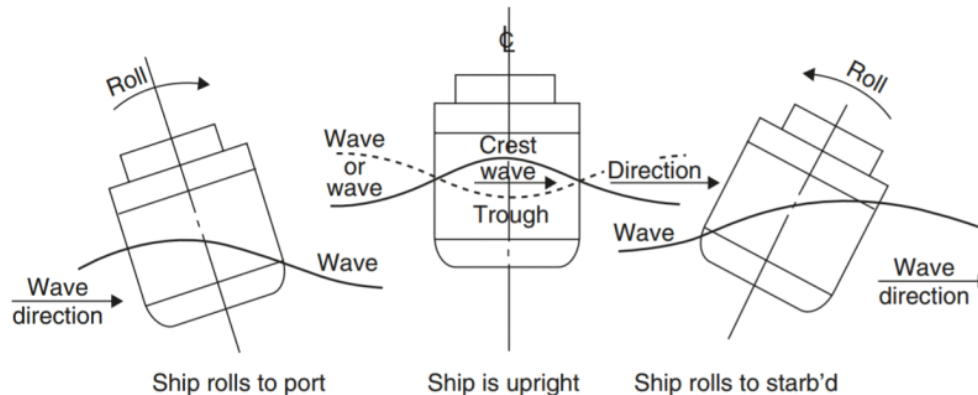 ℄
Roll
Wave
or
wave
Crest
wave
Trough
Direction
Roll
Wave
Wave
direction
Wave
Wave
direction
Ship rolls to port
Ship is upright
Ship rolls to starb'd